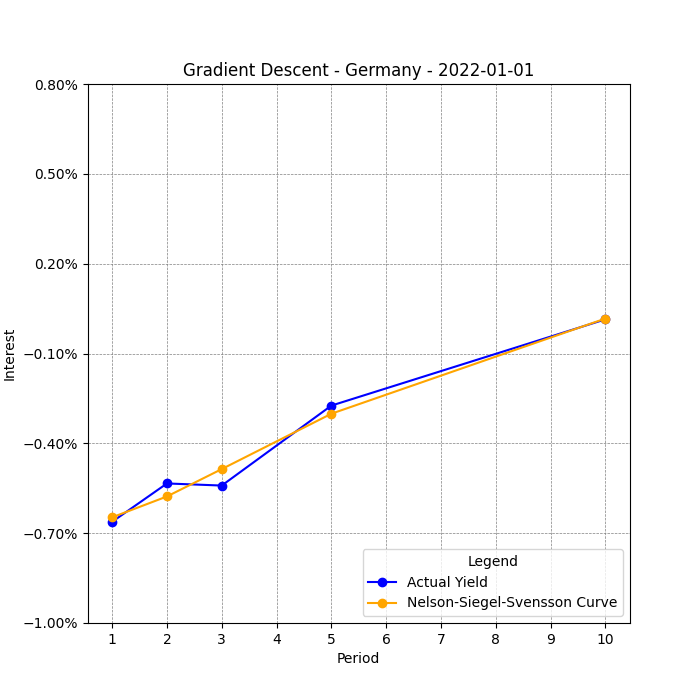 Gradient Descent - Germany - 2022-01-01
0.80%
0.50%
0.20%
−0.10%
−0.40%
−0.70%
−1.00%
Interest
1 2 3 4 5 6 7 8 9 10
Period
Legend
Actual Yield
Nelson-Siegel-Svensson Curve